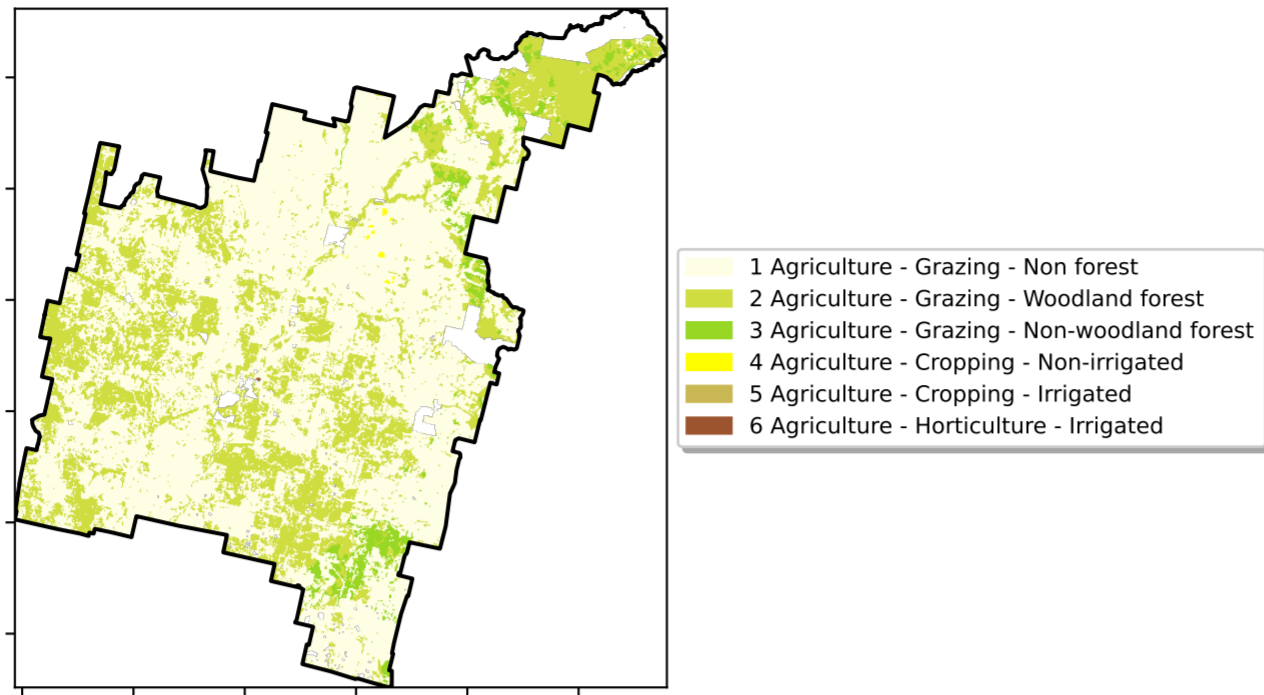 1 Agriculture - Grazing - Non forest
2 Agriculture - Grazing - Woodland forest
3 Agriculture - Grazing - Non-woodland forest
4 Agriculture - Cropping - Non-irrigated
5 Agriculture - Cropping - Irrigated
6 Agriculture - Horticulture - Irrigated